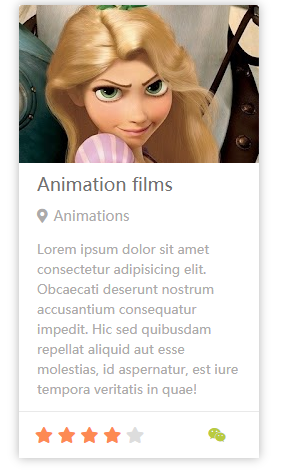 Animation films
Animations
Lorem ipsum dolor sit amet
consectetur adipisicing elit.
Obcaecati deserunt nostrum
accusantium consequatur
impedit. Hic sed quibusdam
repellat aliquid aut esse
molestias, id aspernatur, est iure
tempora veritatis in quae!